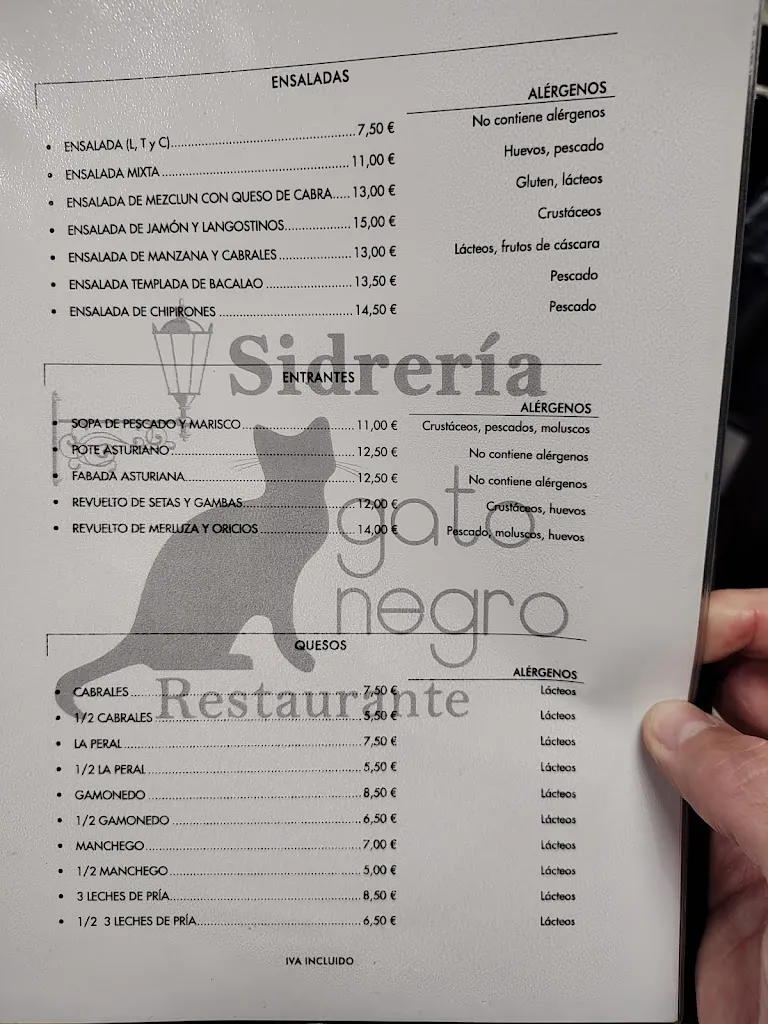 ENSALADAS
ALÉRGENOS
• ENSALADA (L, T y C)..........7,50 € No contiene alérgenos
• ENSALADA MIXTA..........11,00 € Huevos, pescado
• ENSALADA DE MEZCLUN CON QUESO DE CABRA.....13,00 € Gluten, lácteos
• ENSALADA DE JAMÓN Y LANGOSTINOS..........15,00 € Crustáceos
• ENSALADA DE MANZANA Y CABRALES..........13,00 € Lácteos, frutos de cáscara
• ENSALADA TEMPLADA DE BACALAO..........13,50 € Pescado
• ENSALADA DE CHIPIRONES..........14,50 € Pescado
Sidrería
ENTRANTES
ALÉRGENOS
• SOPA DE PESCADO Y MARISCO..........11,00 € Crustáceos, pescados, moluscos
• POTE ASTURIANO..........12,50 € No contiene alérgenos
• FABADA ASTURIANA..........12,50 € No contiene alérgenos
• REVUELTO DE SETAS Y GAMBAS..........12,00 € Crustáceos, huevos
• REVUELTO DE MERLUZA Y ORICIOS..........14,00 € Pescado, moluscos, huevos
gato
negro
QUESOS
ALÉRGENOS
• CABRALES..........7,50 € Lácteos
Restaurante
• 1/2 CABRALES..........5,50 € Lácteos
• LA PERAL..........7,50 € Lácteos
• 1/2 LA PERAL..........5,50 € Lácteos
• GAMONEDO..........8,50 € Lácteos
• 1/2 GAMONEDO..........6,50 € Lácteos
• MANCHEGO..........7,00 € Lácteos
• 1/2 MANCHEGO..........5,00 € Lácteos
• 3 LECHES DE PRÍA..........8,50 € Lácteos
• 1/2 3 LECHES DE PRÍA..........6,50 € Lácteos
IVA INCLUIDO